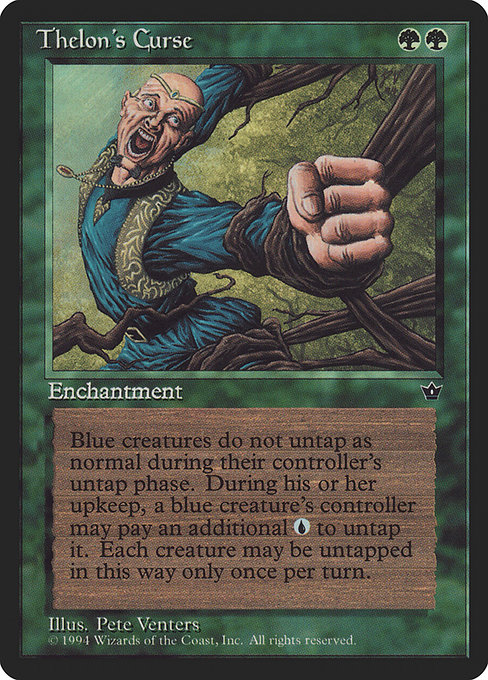 Thelon's Curse
Enchantment
Blue creatures do not untap as
normal during their controller's
untap phase. During his or her
upkeep, a blue creature's controller
may pay an additional to untap
it. Each creature may be untapped
in this way only once per turn.
Illus. Pete Venters
© 1994 Wizards of the Coast, Inc. All rights reserved.